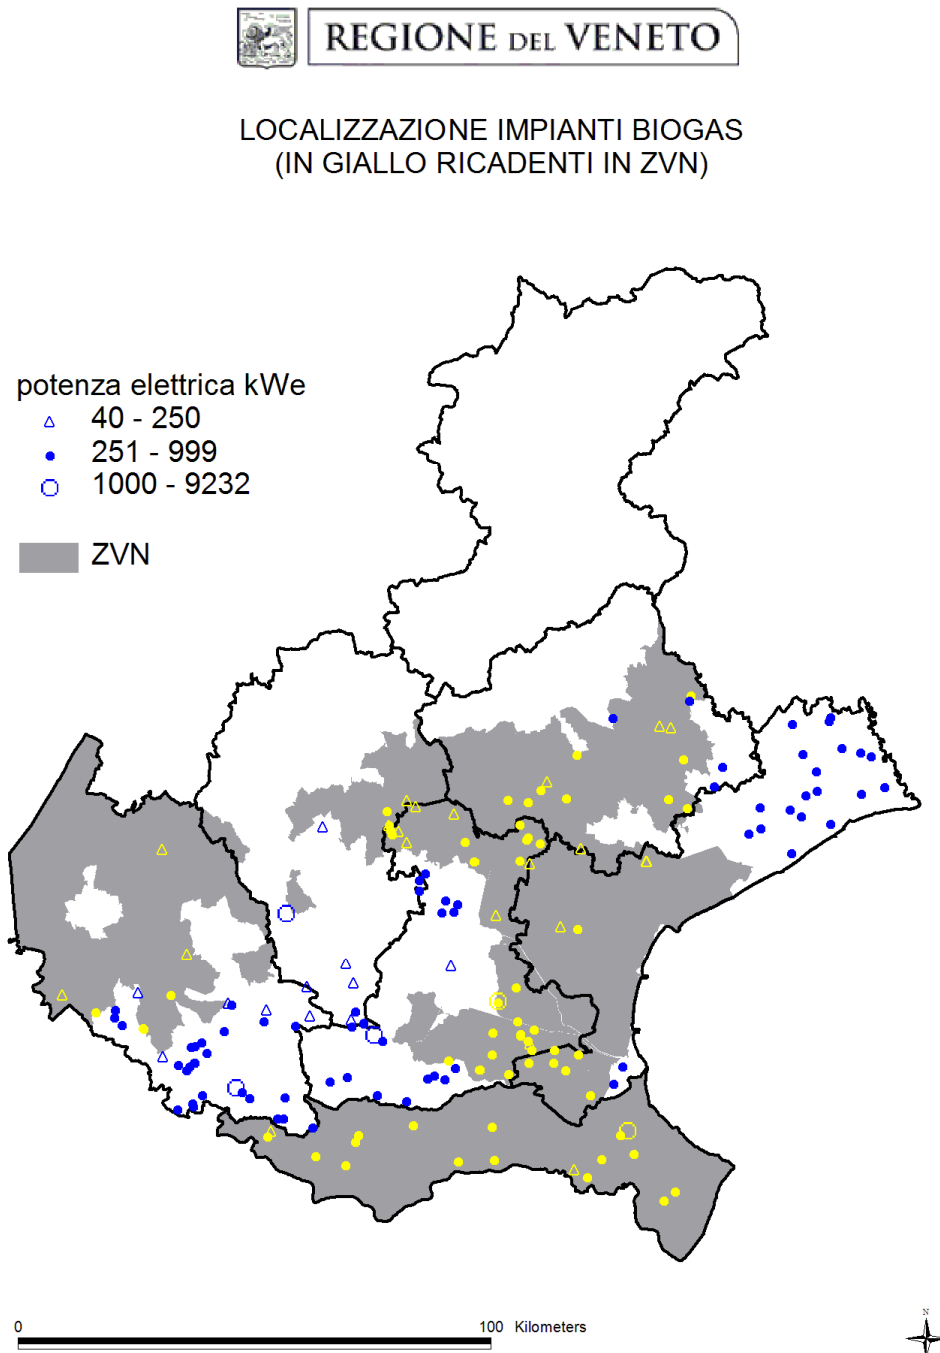 REGIONE DEL VENETO
LOCALIZZAZIONE IMPIANTI BIOGAS
(IN GIALLO RICADENTI IN ZVN)
potenza elettrica kWe
40 - 250
251 - 999
1000 - 9232
ZVN
0 100 Kilometers
N